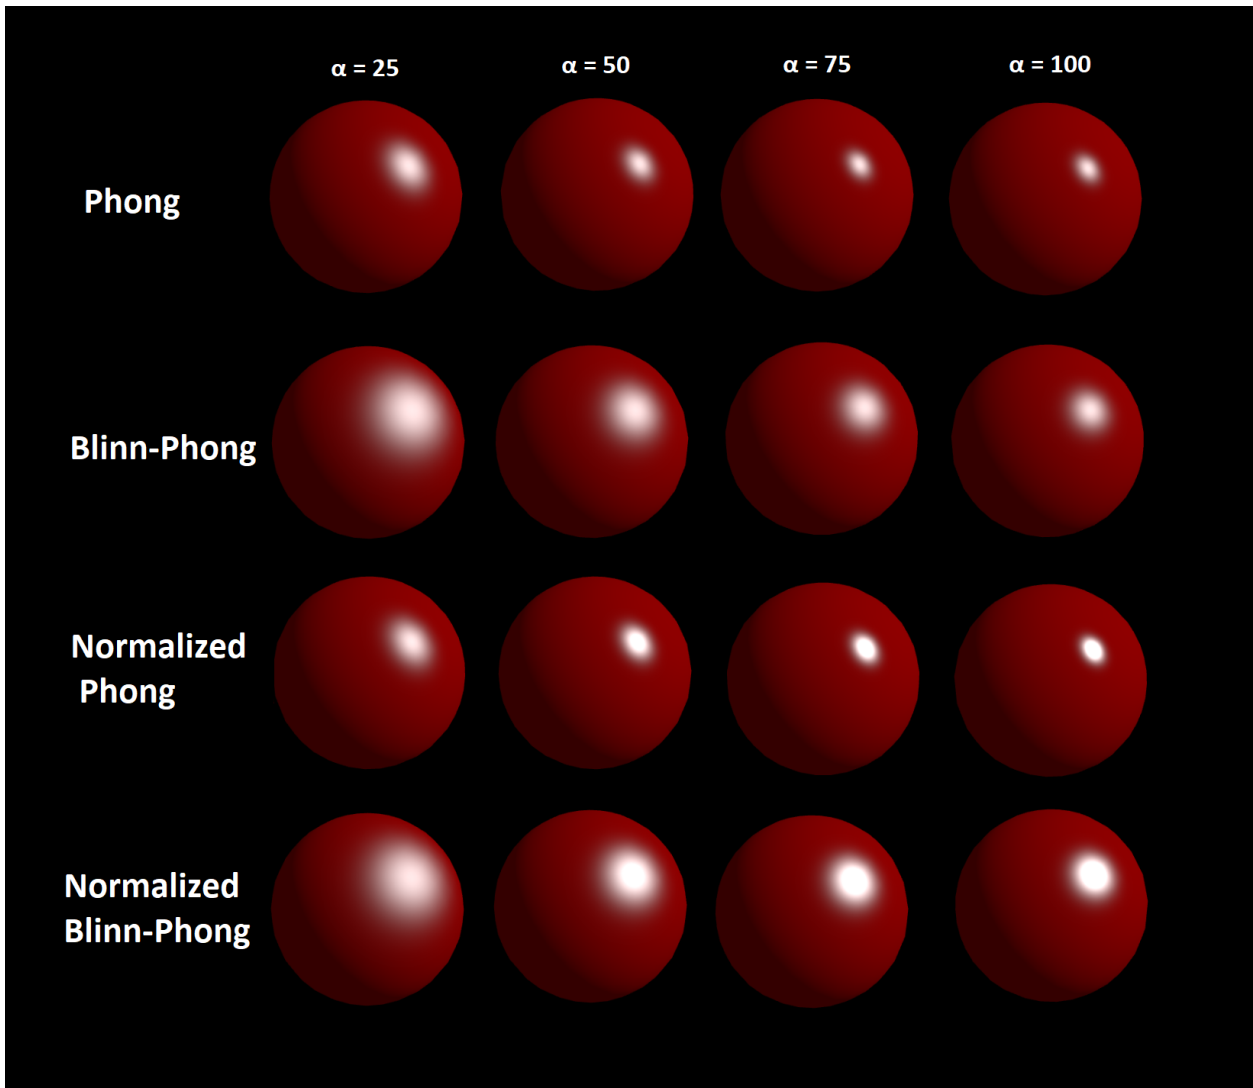 α = 25
α = 50
α = 75
α = 100
Phong
Blinn-Phong
Normalized
Phong
Normalized
Blinn-Phong